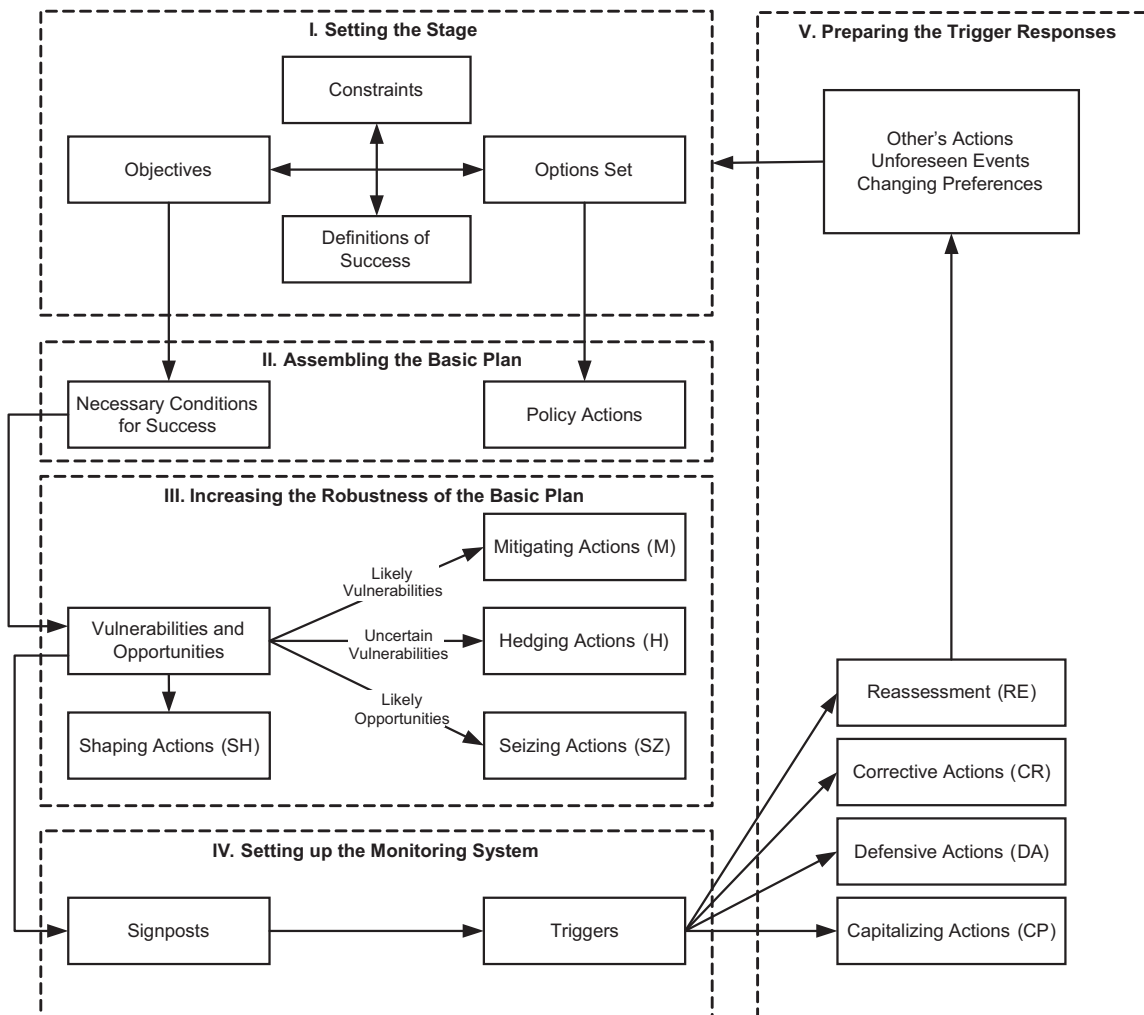 I. Setting the Stage
Constraints
Objectives
Options Set
Definitions of
Success
II. Assembling the Basic Plan
Necessary Conditions
for Success
Policy Actions
III. Increasing the Robustness of the Basic Plan
Mitigating Actions (M)
Likely
Vulnerabilities
Vulnerabilities and
Opportunities
Uncertain
Vulnerabilities
Hedging Actions (H)
Likely
Opportunities
Shaping Actions (SH)
Seizing Actions (SZ)
IV. Setting up the Monitoring System
Signposts
Triggers
V. Preparing the Trigger Responses
Other's Actions
Unforeseen Events
Changing Preferences
Reassessment (RE)
Corrective Actions (CR)
Defensive Actions (DA)
Capitalizing Actions (CP)